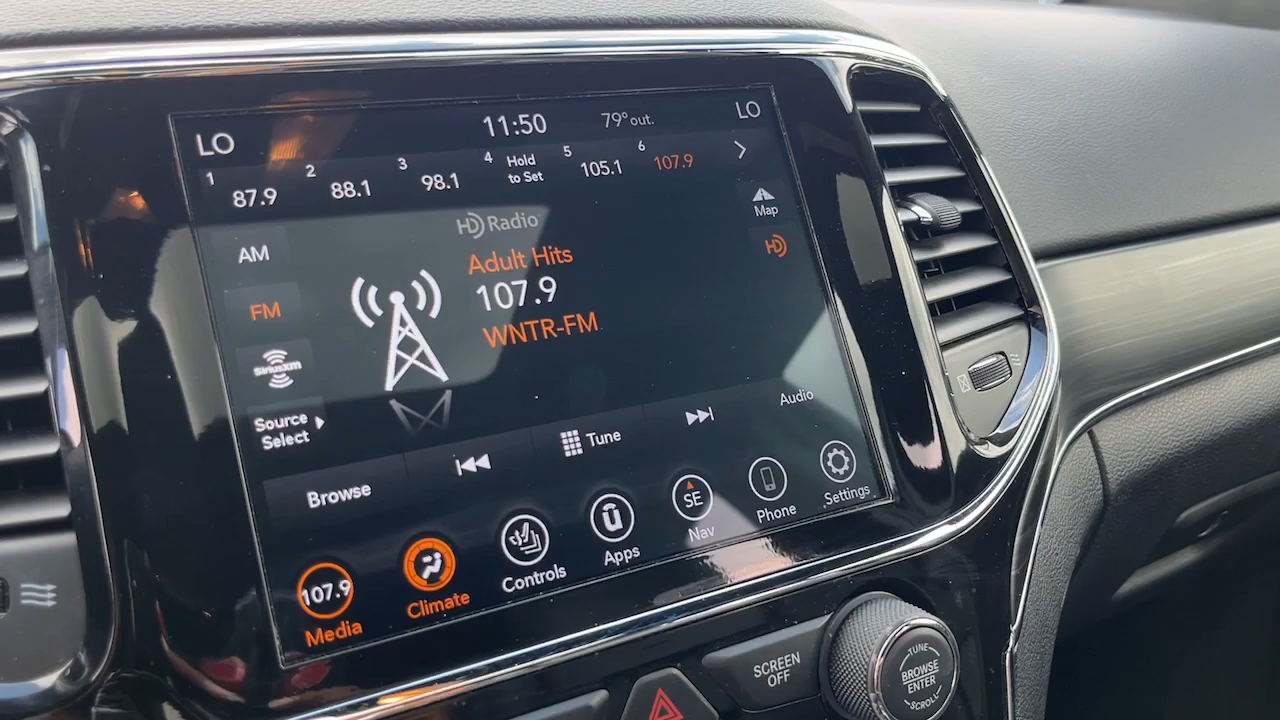 LO
11:50
79° out.
LO
1 87.9
2 88.1
3 98.1
4 Hold
to Set
5 105.1
6 107.9
Map
HD Radio
HD
AM
FM
SiriusXM
Source
Select
Adult Hits
107.9
WNTR-FM
Browse
Tune
Audio
107.9
Media
Climate
Controls
Apps
SE
Nav
Phone
Settings
SCREEN
OFF
TUNE
BROWSE
ENTER
SCROLL